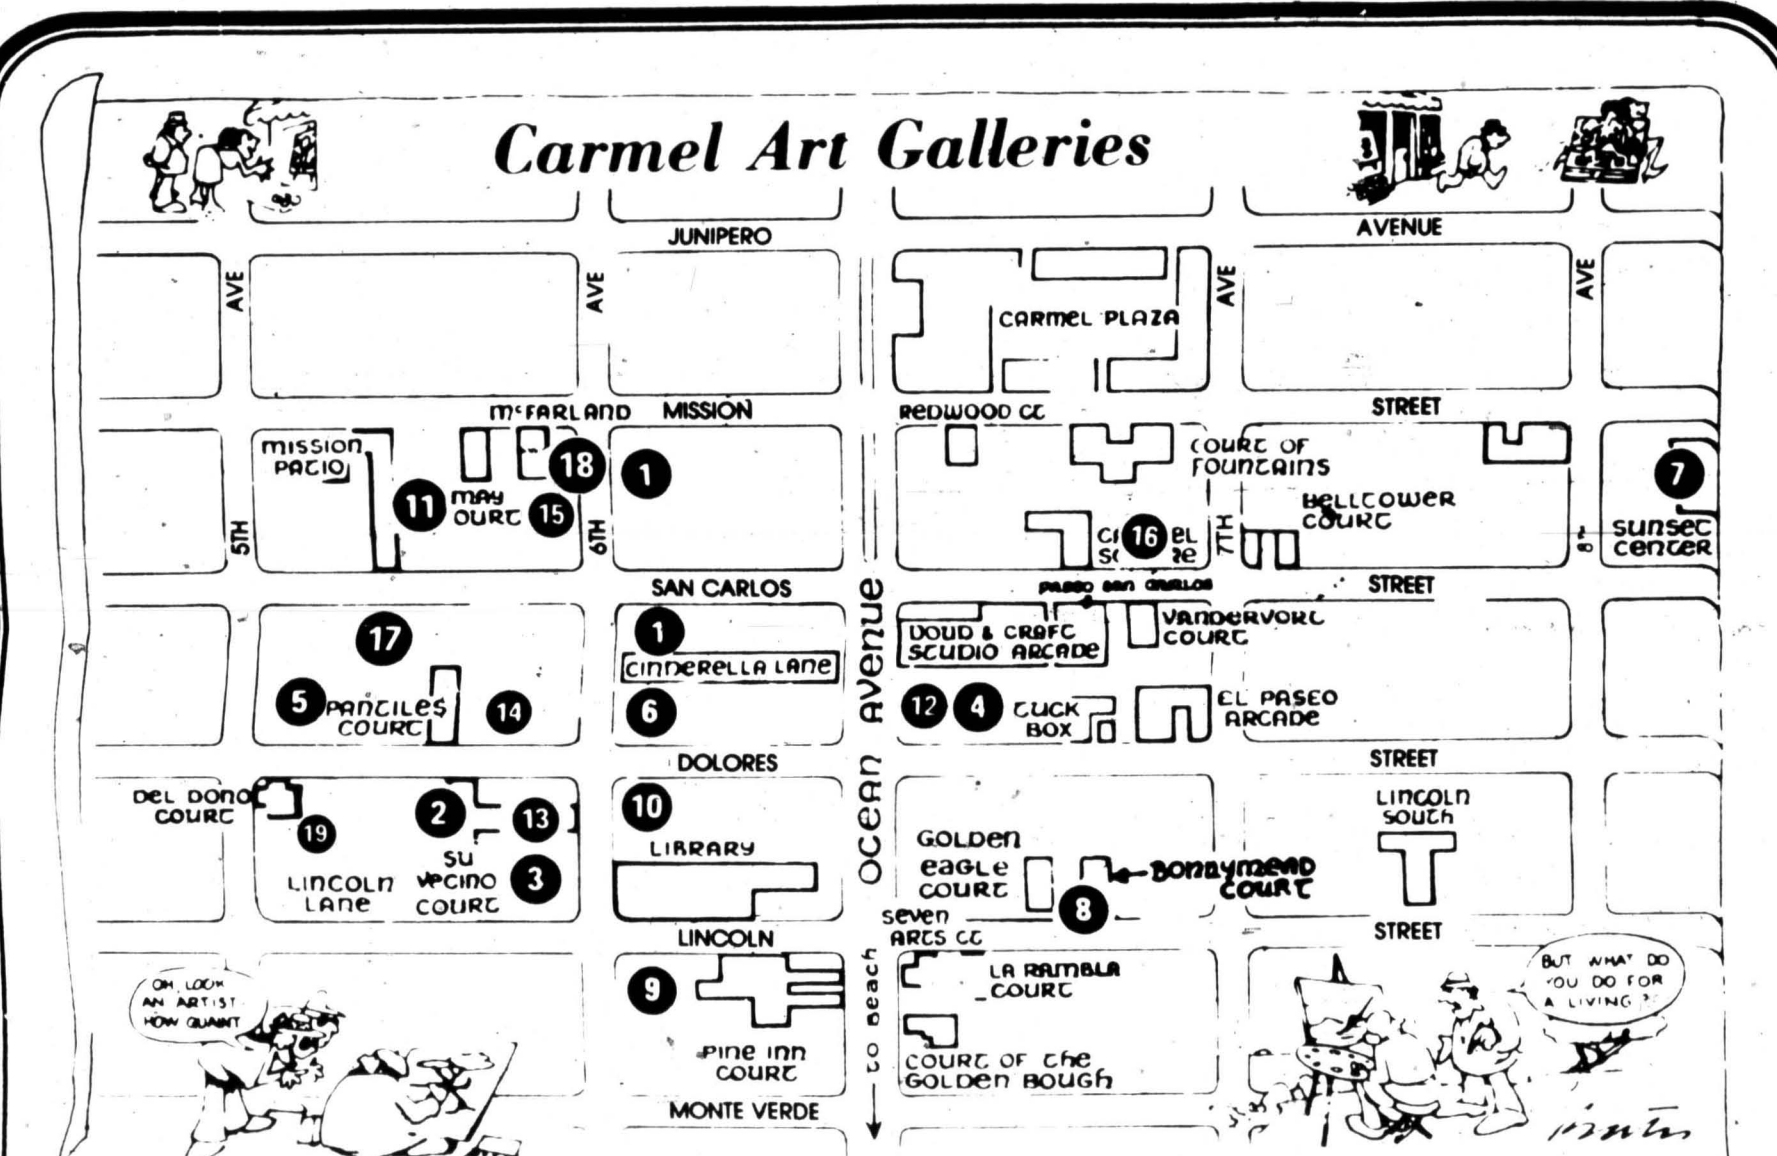 Carmel Art Galleries
JUNIPERO AVENUE
AVE AVE AVE AVE
CARMEL PLAZA
McFARLAND MISSION REDWOOD CT STREET
MISSION
PATIO
18 1
COURT OF
FOUNTAINS
7
11 MAY
OURT 15
BELLTOWER
COURT
16
5TH 6TH 7TH
SUNSET
CENTER
SAN CARLOS PASEO SAN CARLOS STREET
17 1
DOUD & CRAFT
STUDIO ARCADE
VANDERVORT
COURT
CINDERELLA LANE
5 PANTILES
COURT
14 6 12 4
TUCK
BOX
EL PASEO
ARCADE
DOLORES STREET
OCEAN AVENUE
DEL DONO
COURT
19 2 13 10
LINCOLN
SOUTH
LIBRARY
GOLDEN
EAGLE
COURT
BONNYMEAD
COURT
LINCOLN
LANE
SU
VECINO
COURT
3 8
SEVEN
ARTS CT
LINCOLN STREET
9
LA RAMBLA
COURT
OH, LOOK
AN ARTIST.
HOW QUAINT
BUT WHAT DO
YOU DO FOR
A LIVING?
PINE INN
COURT
TO BEACH
COURT OF THE
GOLDEN BOUGH
MONTE VERDE